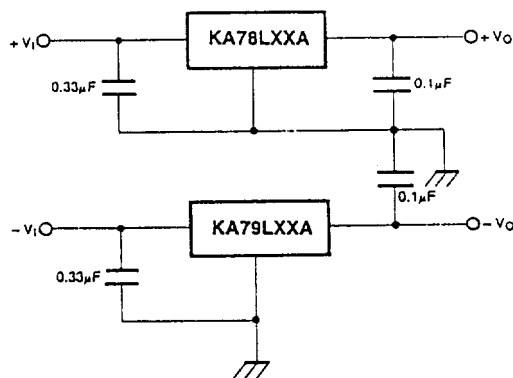 KA78LXXA
+ VI
+ VO
0.33µF
0.1µF
0.1µF
KA79LXXA
− VI
− VO
0.33µF